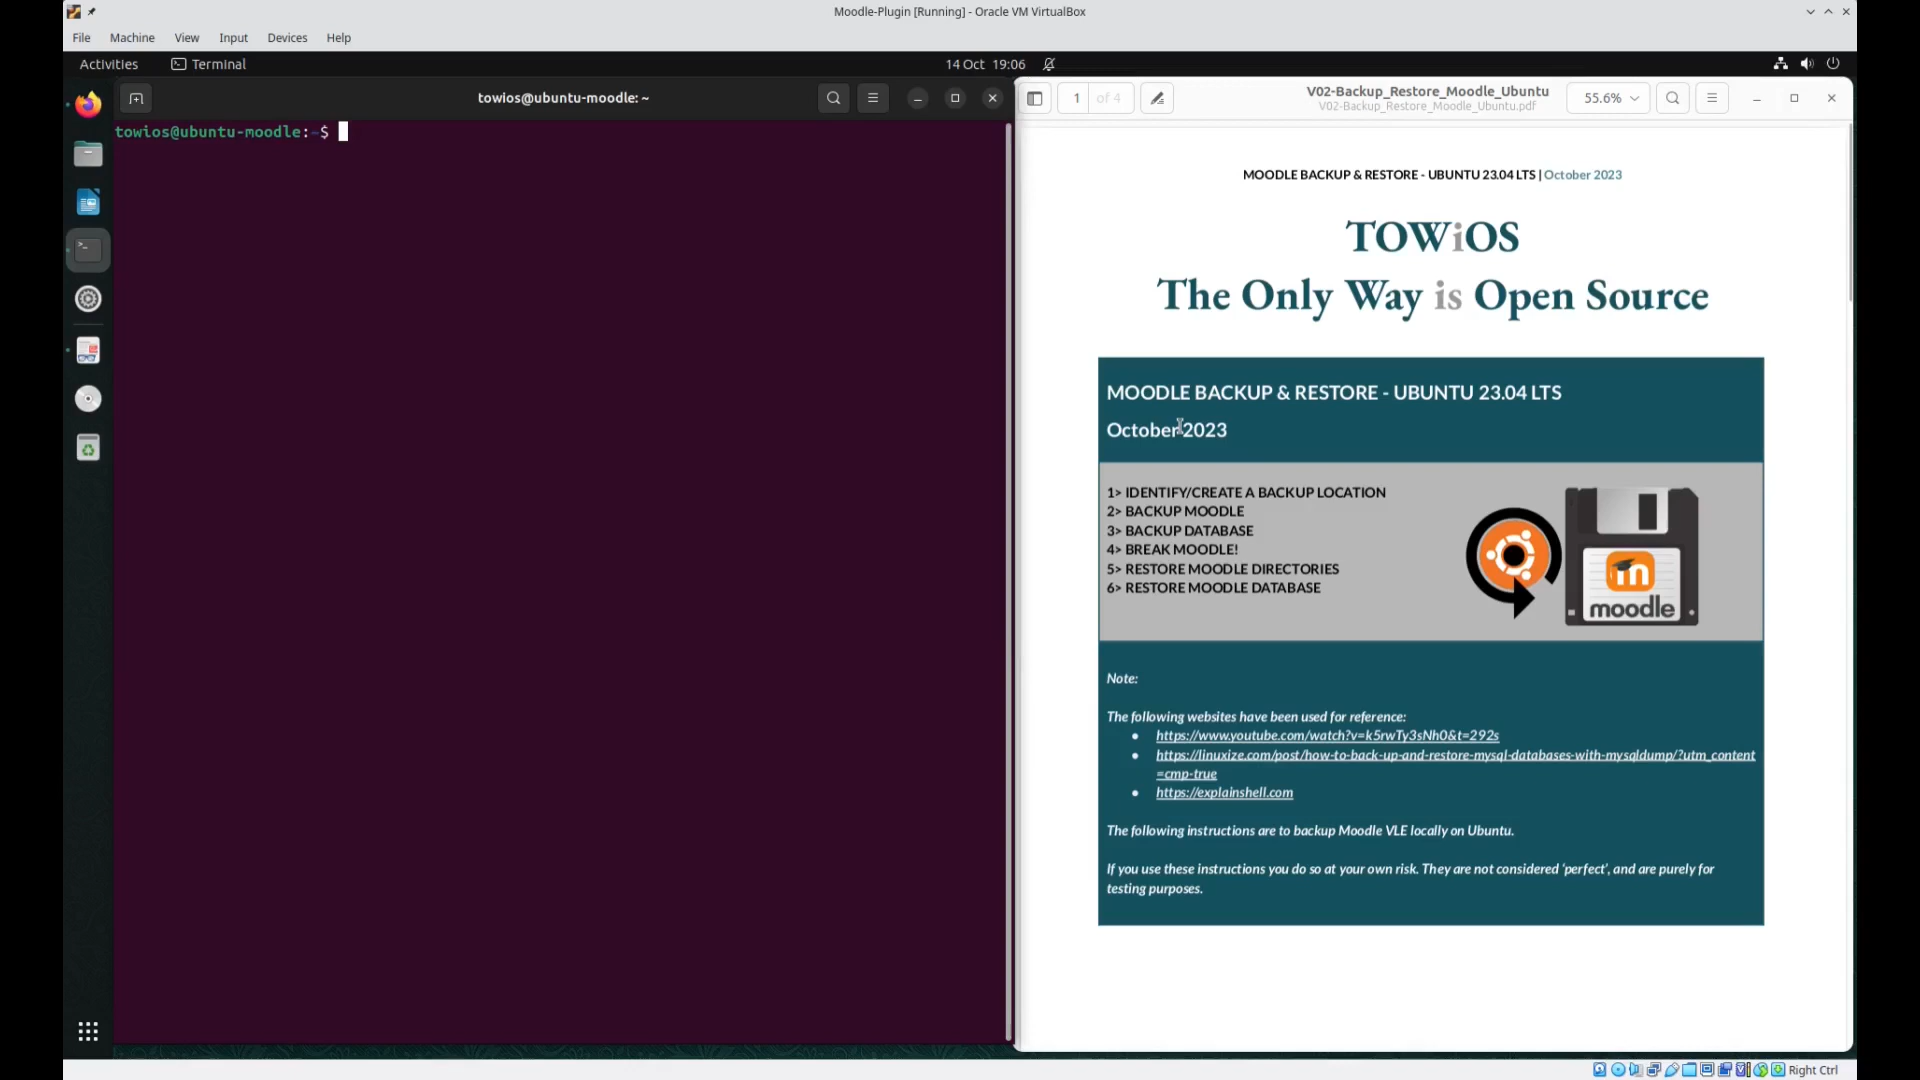 Moodle-Plugin [Running] - Oracle VM VirtualBox
File Machine View Input Devices Help
Activities Terminal 14 Oct 19:06
towios@ubuntu-moodle: ~
towios@ubuntu-moodle:~$
1 of 4
V02-Backup_Restore_Moodle_Ubuntu
V02-Backup_Restore_Moodle_Ubuntu.pdf
55.6%
MOODLE BACKUP & RESTORE - UBUNTU 23.04 LTS | October 2023
TOWiOS
The Only Way is Open Source
MOODLE BACKUP & RESTORE - UBUNTU 23.04 LTS
October 2023
1> IDENTIFY/CREATE A BACKUP LOCATION
2> BACKUP MOODLE
3> BACKUP DATABASE
4> BREAK MOODLE!
5> RESTORE MOODLE DIRECTORIES
6> RESTORE MOODLE DATABASE
m
moodle
Note:
The following websites have been used for reference:
● https://www.youtube.com/watch?v=k5rwTy3sNh0&t=292s
● https://linuxize.com/post/how-to-back-up-and-restore-mysql-databases-with-mysqldump/?utm_content
=cmp-true
● https://explainshell.com
The following instructions are to backup Moodle VLE locally on Ubuntu.
If you use these instructions you do so at your own risk. They are not considered 'perfect', and are purely for
testing purposes.
Right Ctrl